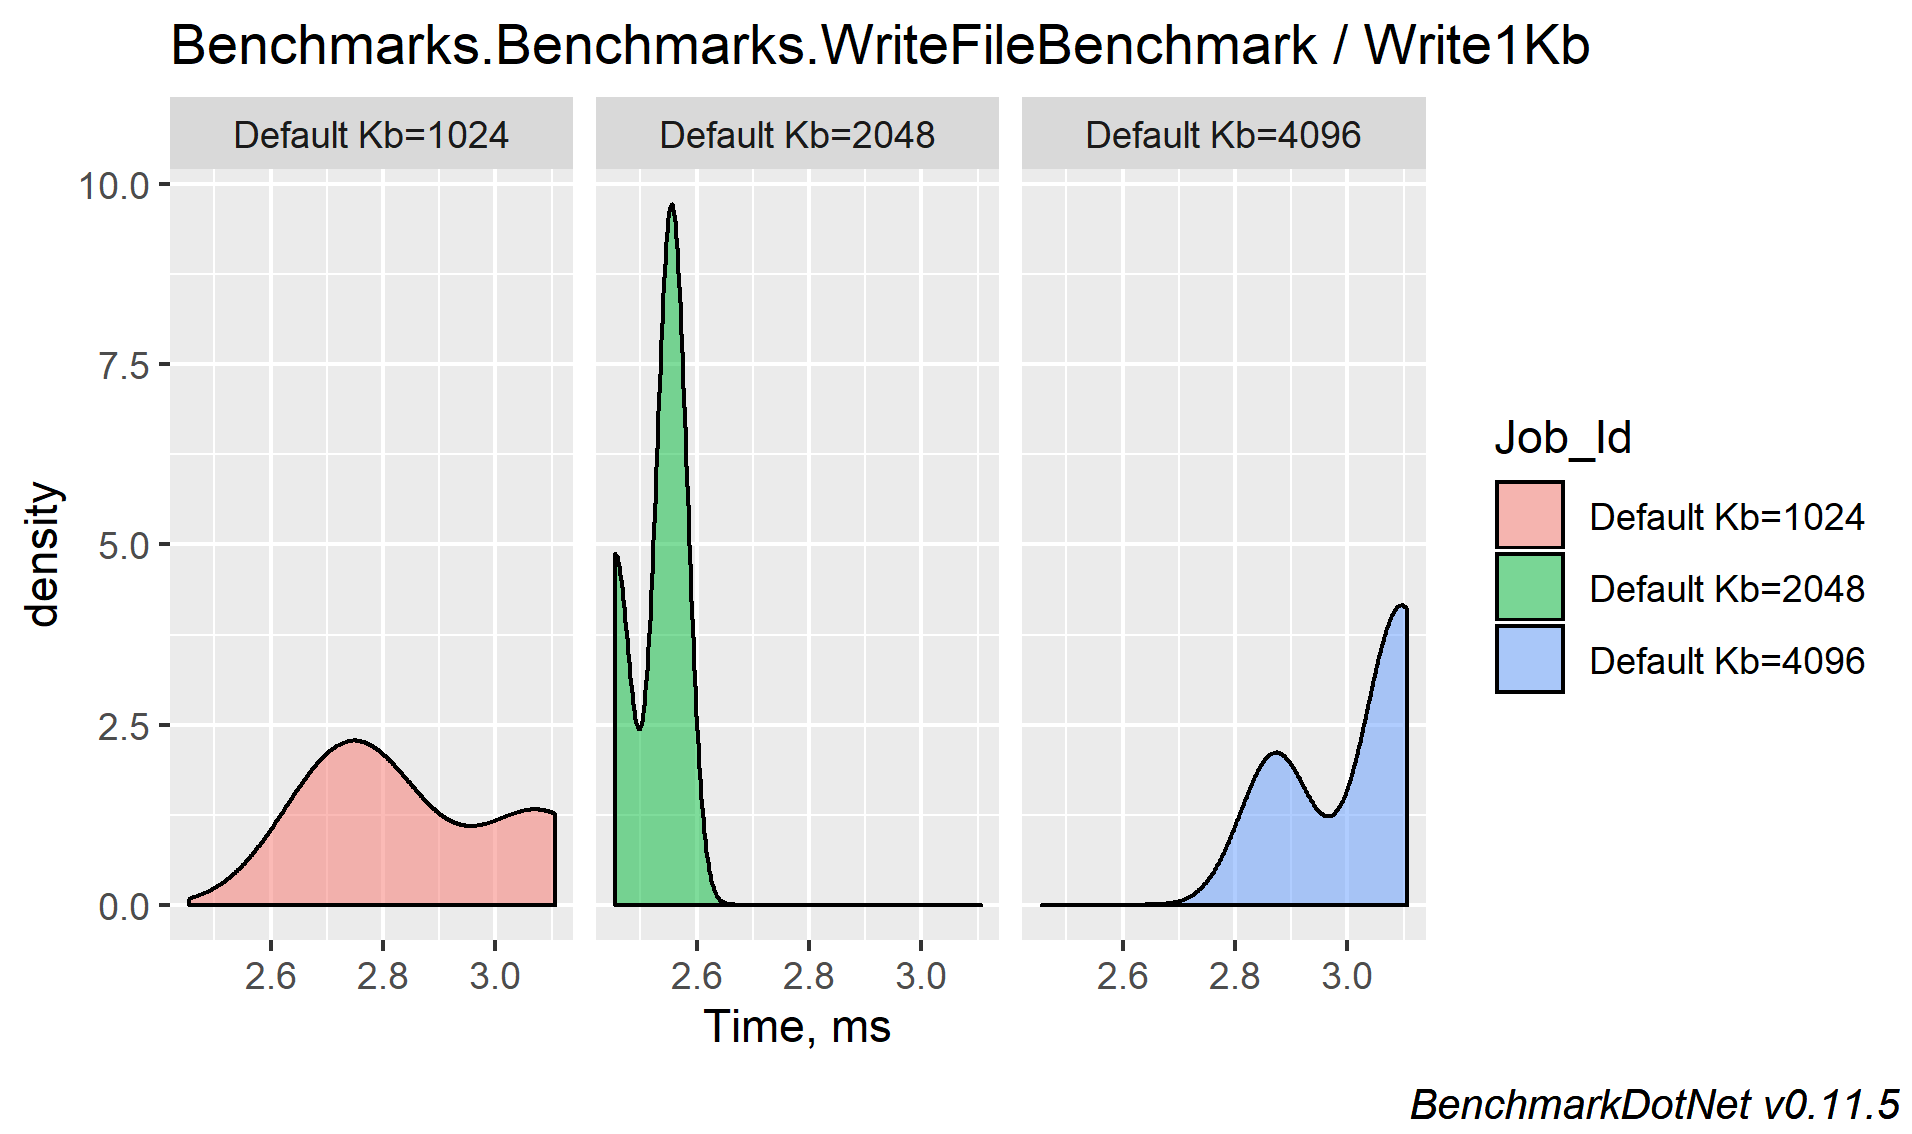 Benchmarks.Benchmarks.WriteFileBenchmark / Write1Kb
Default Kb=1024
Default Kb=2048
Default Kb=4096
density
10.0
7.5
5.0
2.5
0.0
2.6 2.8 3.0
2.6 2.8 3.0
2.6 2.8 3.0
Time, ms
Job_Id
Default Kb=1024
Default Kb=2048
Default Kb=4096
BenchmarkDotNet v0.11.5